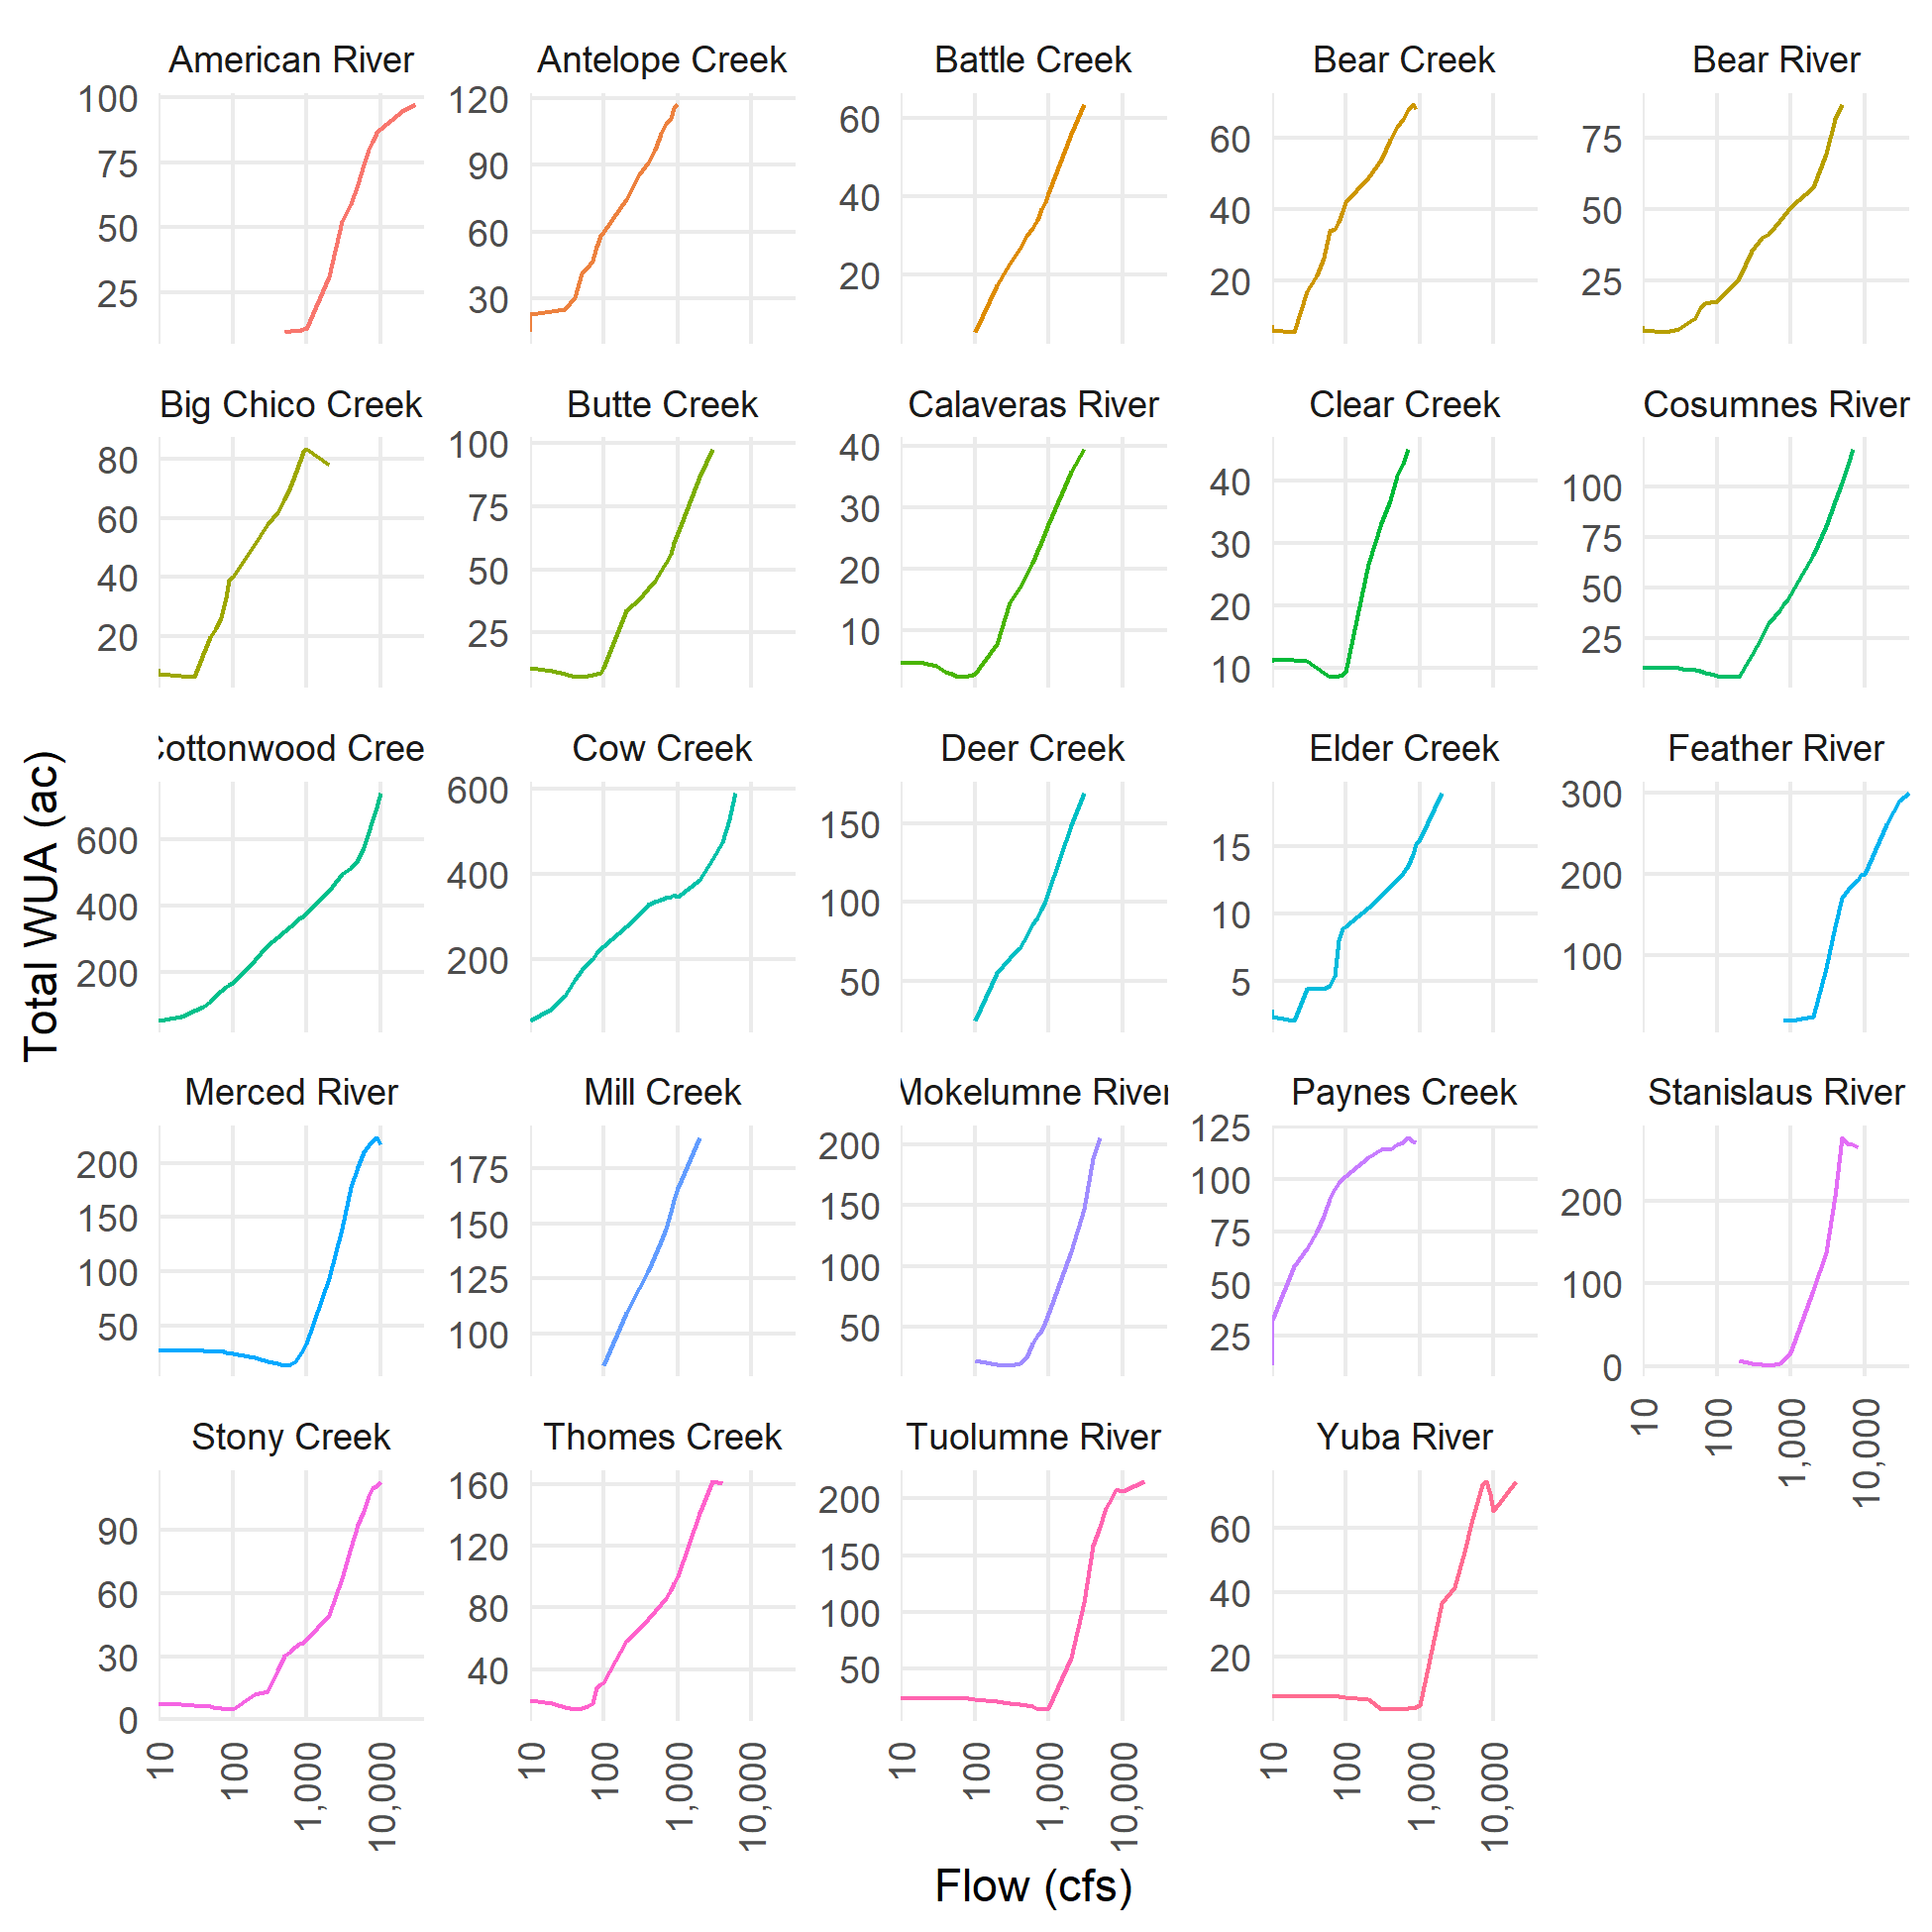 American River Antelope Creek Battle Creek Bear Creek Bear River
100 75 50 25
120 90 60 30
60 40 20
60 40 20
75 50 25
Big Chico Creek Butte Creek Calaveras River Clear Creek Cosumnes River
80 60 40 20
100 75 50 25
40 30 20 10
40 30 20 10
100 75 50 25
Cottonwood Cree Cow Creek Deer Creek Elder Creek Feather River
600 400 200
600 400 200
150 100 50
15 10 5
300 200 100
Total WUA (ac)
Merced River Mill Creek Mokelumne River Paynes Creek Stanislaus River
200 150 100 50
175 150 125 100
200 150 100 50
125 100 75 50 25
200 100 0
10 100 1,000 10,000
Stony Creek Thomes Creek Tuolumne River Yuba River
90 60 30 0
160 120 80 40
200 150 100 50
60 40 20
10 100 1,000 10,000
10 100 1,000 10,000
10 100 1,000 10,000
10 100 1,000 10,000
Flow (cfs)